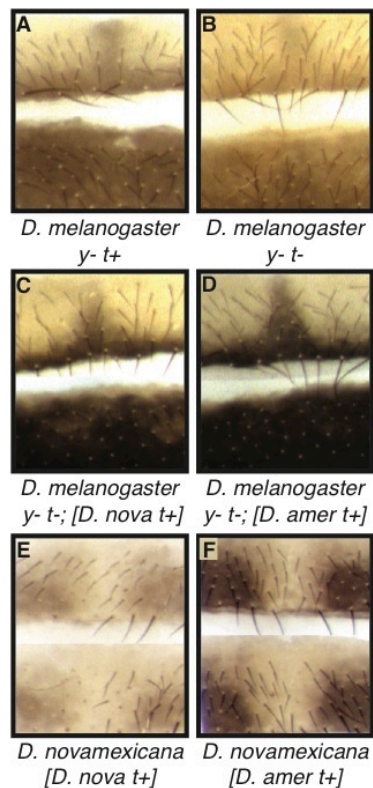 A
B
D. melanogaster
y- t+
D. melanogaster
y- t-
C
D
D. melanogaster
y- t-; [D. nova t+]
D. melanogaster
y- t-; [D. amer t+]
E
F
D. novamexicana
[D. nova t+]
D. novamexicana
[D. amer t+]